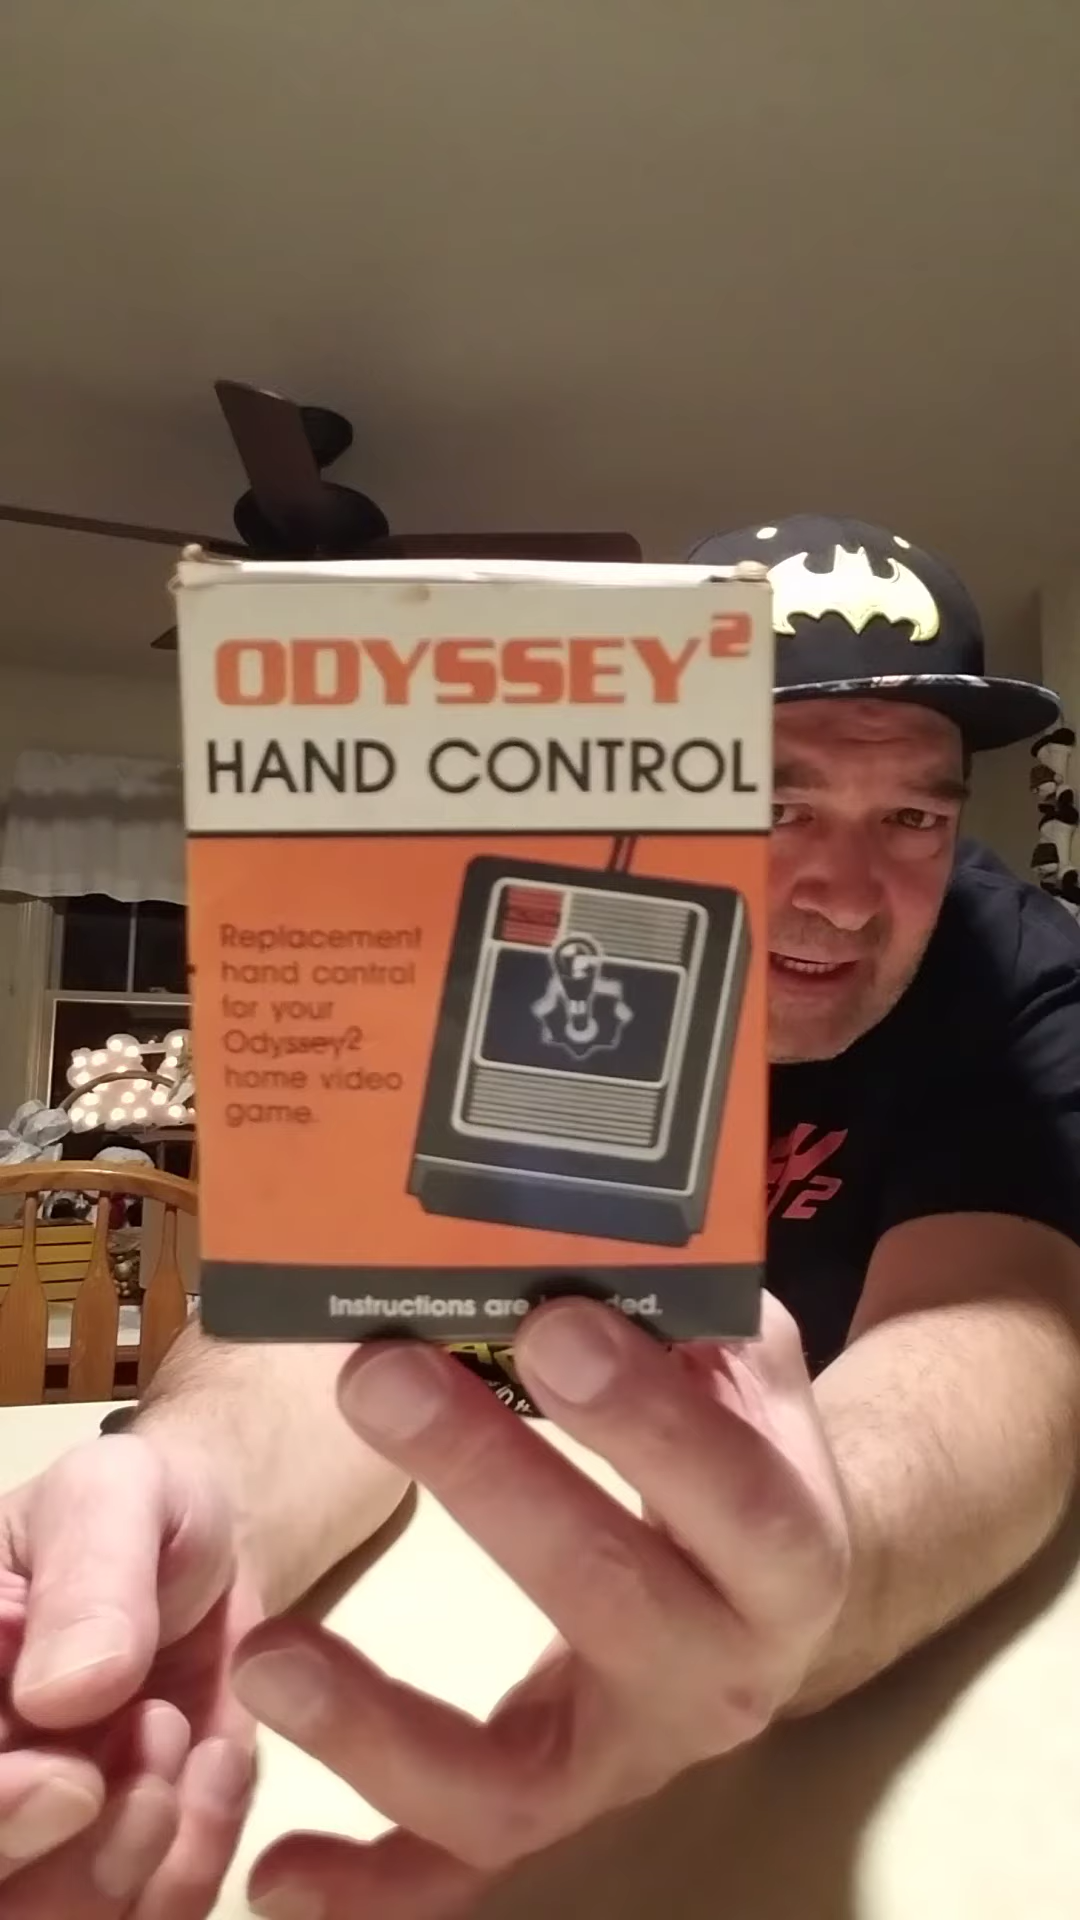 ODYSSEY²
HAND CONTROL
Replacement
hand control
for your
Odyssey²
home video
game.
Instructions are